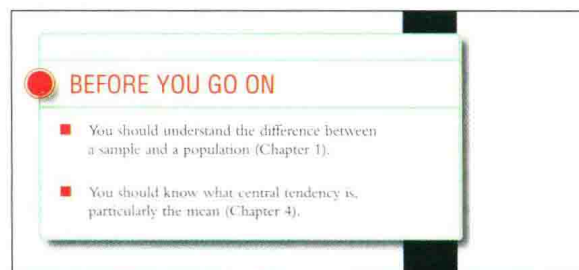 BEFORE YOU GO ON
You should understand the difference between
a sample and a population (Chapter 1).
You should know what central tendency is,
particularly the mean (Chapter 4).